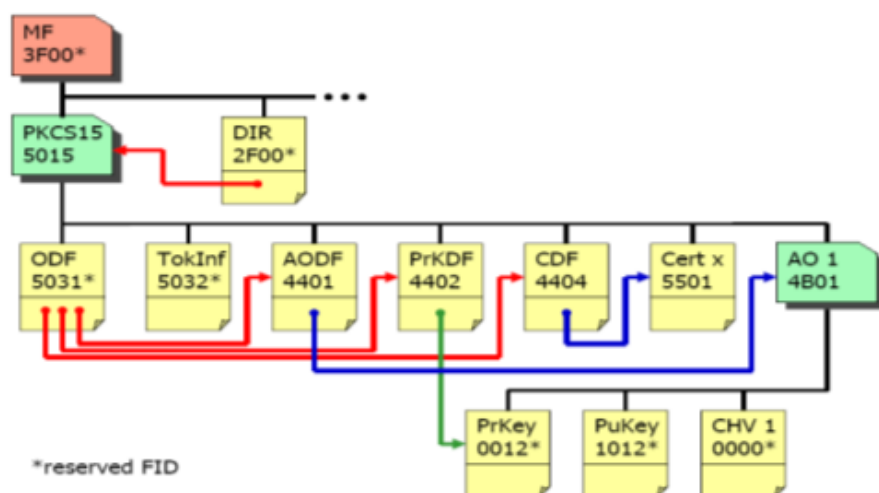 MF
3F00*
PKCS15
5015
DIR
2F00*
ODF
5031*
TokInf
5032*
AODF
4401
PrKDF
4402
CDF
4404
Cert x
5501
AO 1
4B01
PrKey
0012*
PuKey
1012*
CHV 1
0000*
*reserved FID